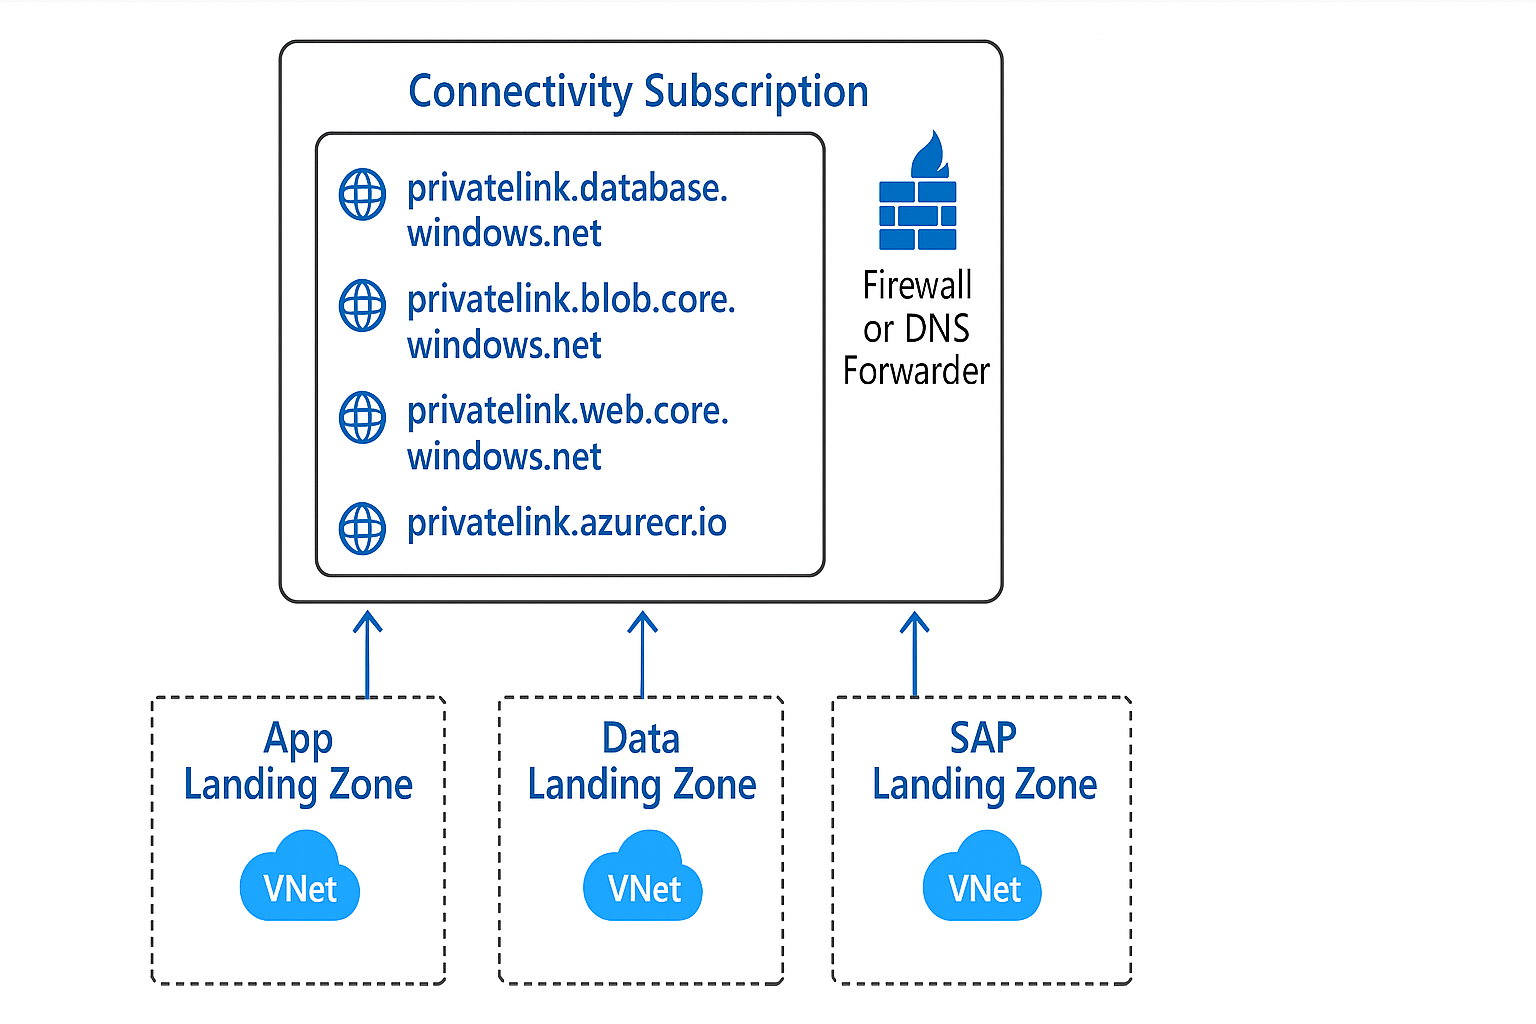 Connectivity Subscription
privatelink.database.
windows.net
privatelink.blob.core.
windows.net
privatelink.web.core.
windows.net
privatelink.azurecr.io
Firewall
or DNS
Forwarder
App
Landing Zone
VNet
Data
Landing Zone
VNet
SAP
Landing Zone
VNet